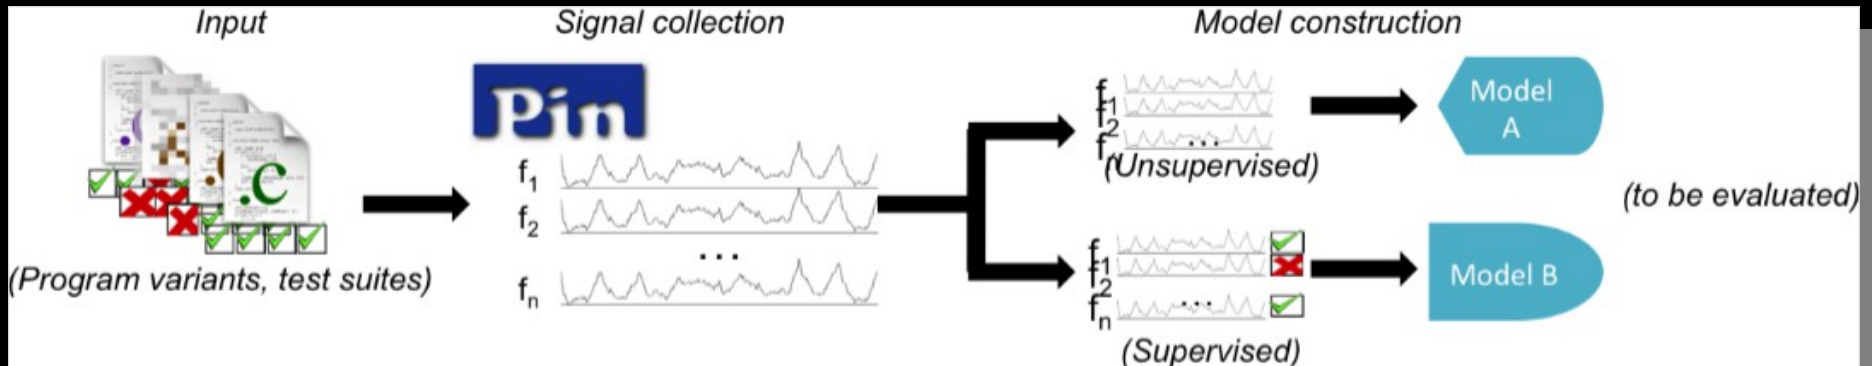 Input
Signal collection
Model construction
.C
(Program variants, test suites)
Pin
f1
f2
...
fn
f1
f2
...
fn
(Unsupervised)
Model
A
f1
f2
...
fn
(Supervised)
Model B
(to be evaluated)